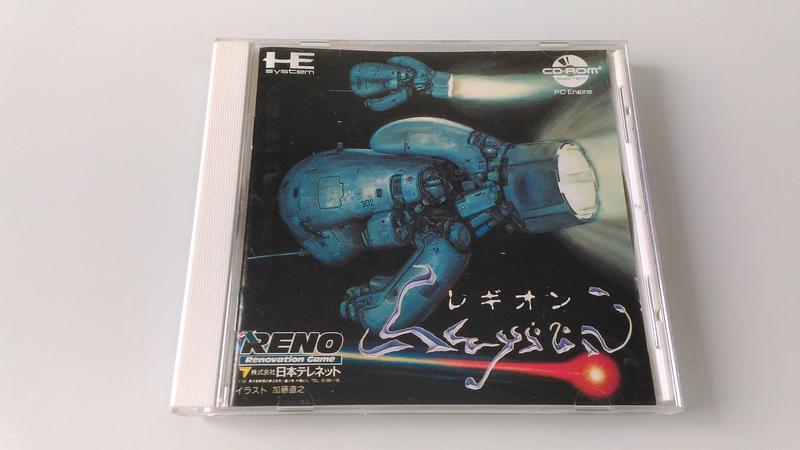 HE
system
CD-ROM²
PC Engine
302
レギオン
RENO
Renovation Game
株式会社日本テレネット
イラスト 加藤直之